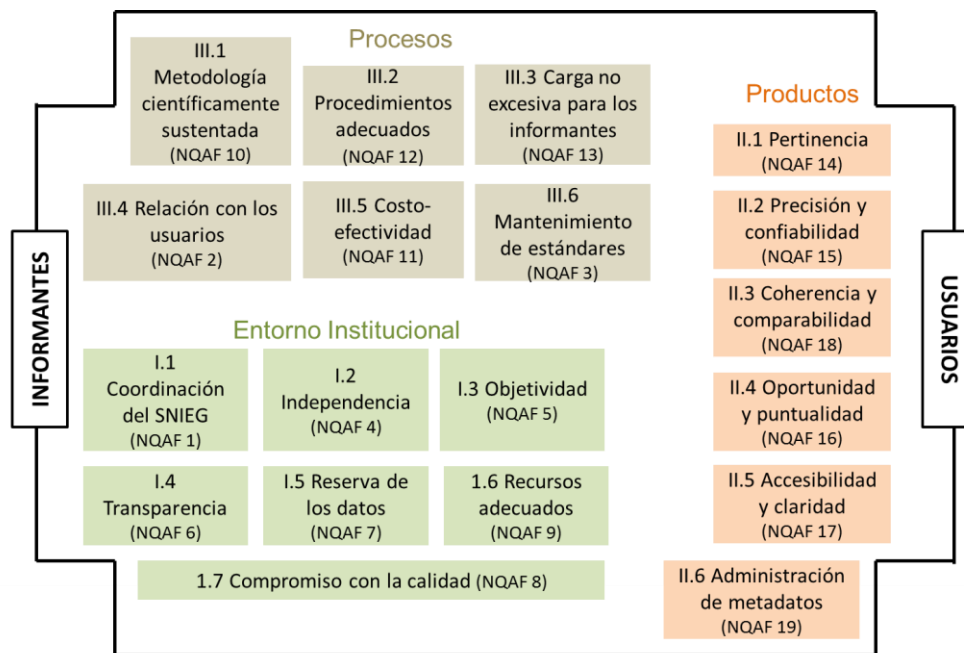 INFORMANTES
Procesos
III.1
Metodología
científicamente
sustentada
(NQAF 10)
III.2
Procedimientos
adecuados
(NQAF 12)
III.3 Carga no
excesiva para los
informantes
(NQAF 13)
III.4 Relación con los
usuarios
(NQAF 2)
III.5 Costo-
efectividad
(NQAF 11)
III.6
Mantenimiento
de estándares
(NQAF 3)
Entorno Institucional
I.1
Coordinación
del SNIEG
(NQAF 1)
I.2
Independencia
(NQAF 4)
I.3 Objetividad
(NQAF 5)
I.4
Transparencia
(NQAF 6)
I.5 Reserva de
los datos
(NQAF 7)
1.6 Recursos
adecuados
(NQAF 9)
1.7 Compromiso con la calidad (NQAF 8)
Productos
II.1 Pertinencia
(NQAF 14)
II.2 Precisión y
confiabilidad
(NQAF 15)
II.3 Coherencia y
comparabilidad
(NQAF 18)
II.4 Oportunidad
y puntualidad
(NQAF 16)
II.5 Accesibilidad
y claridad
(NQAF 17)
II.6 Administración
de metadatos
(NQAF 19)
USUARIOS